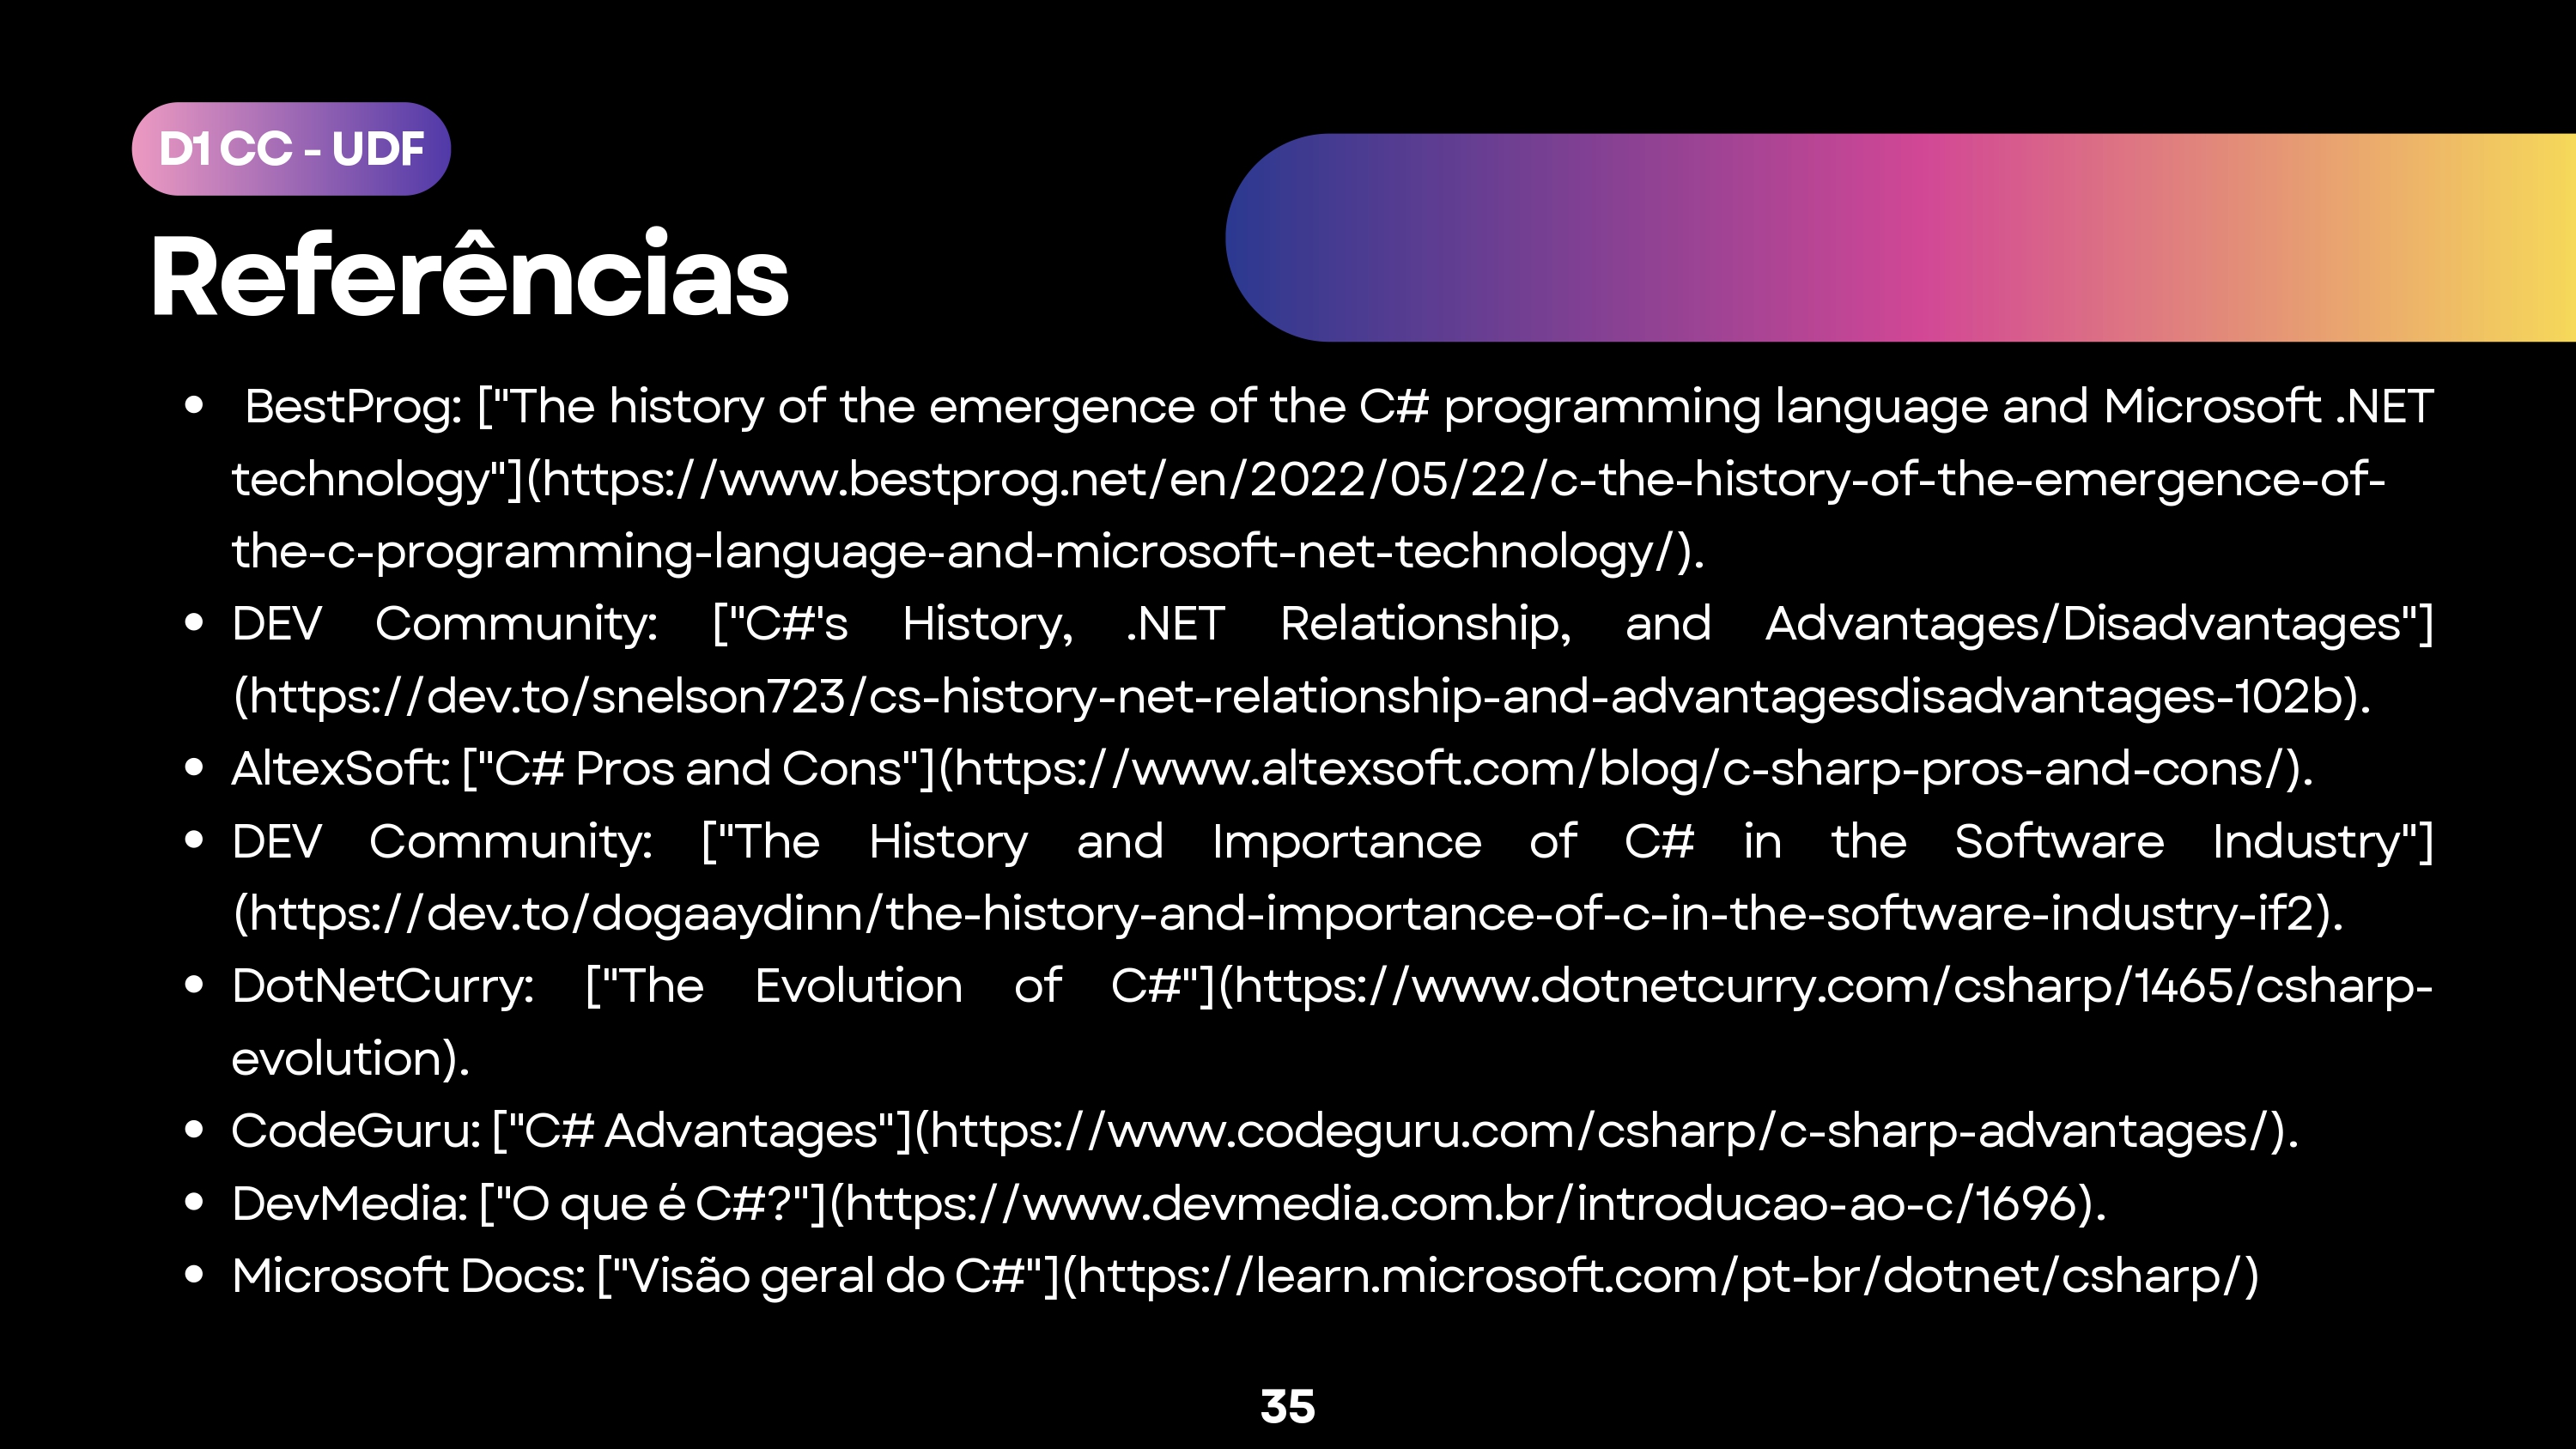 D1 CC - UDF
Referências
• BestProg: ["The history of the emergence of the C# programming language and Microsoft .NET
technology"](https://www.bestprog.net/en/2022/05/22/c-the-history-of-the-emergence-of-
the-c-programming-language-and-microsoft-net-technology/).
• DEV Community: ["C#'s History, .NET Relationship, and Advantages/Disadvantages"]
(https://dev.to/snelson723/cs-history-net-relationship-and-advantagesdisadvantages-102b).
• AltexSoft: ["C# Pros and Cons"](https://www.altexsoft.com/blog/c-sharp-pros-and-cons/).
• DEV Community: ["The History and Importance of C# in the Software Industry"]
(https://dev.to/dogaaydinn/the-history-and-importance-of-c-in-the-software-industry-if2).
• DotNetCurry: ["The Evolution of C#"](https://www.dotnetcurry.com/csharp/1465/csharp-
evolution).
• CodeGuru: ["C# Advantages"](https://www.codeguru.com/csharp/c-sharp-advantages/).
• DevMedia: ["O que é C#?"](https://www.devmedia.com.br/introducao-ao-c/1696).
• Microsoft Docs: ["Visão geral do C#"](https://learn.microsoft.com/pt-br/dotnet/csharp/)
35